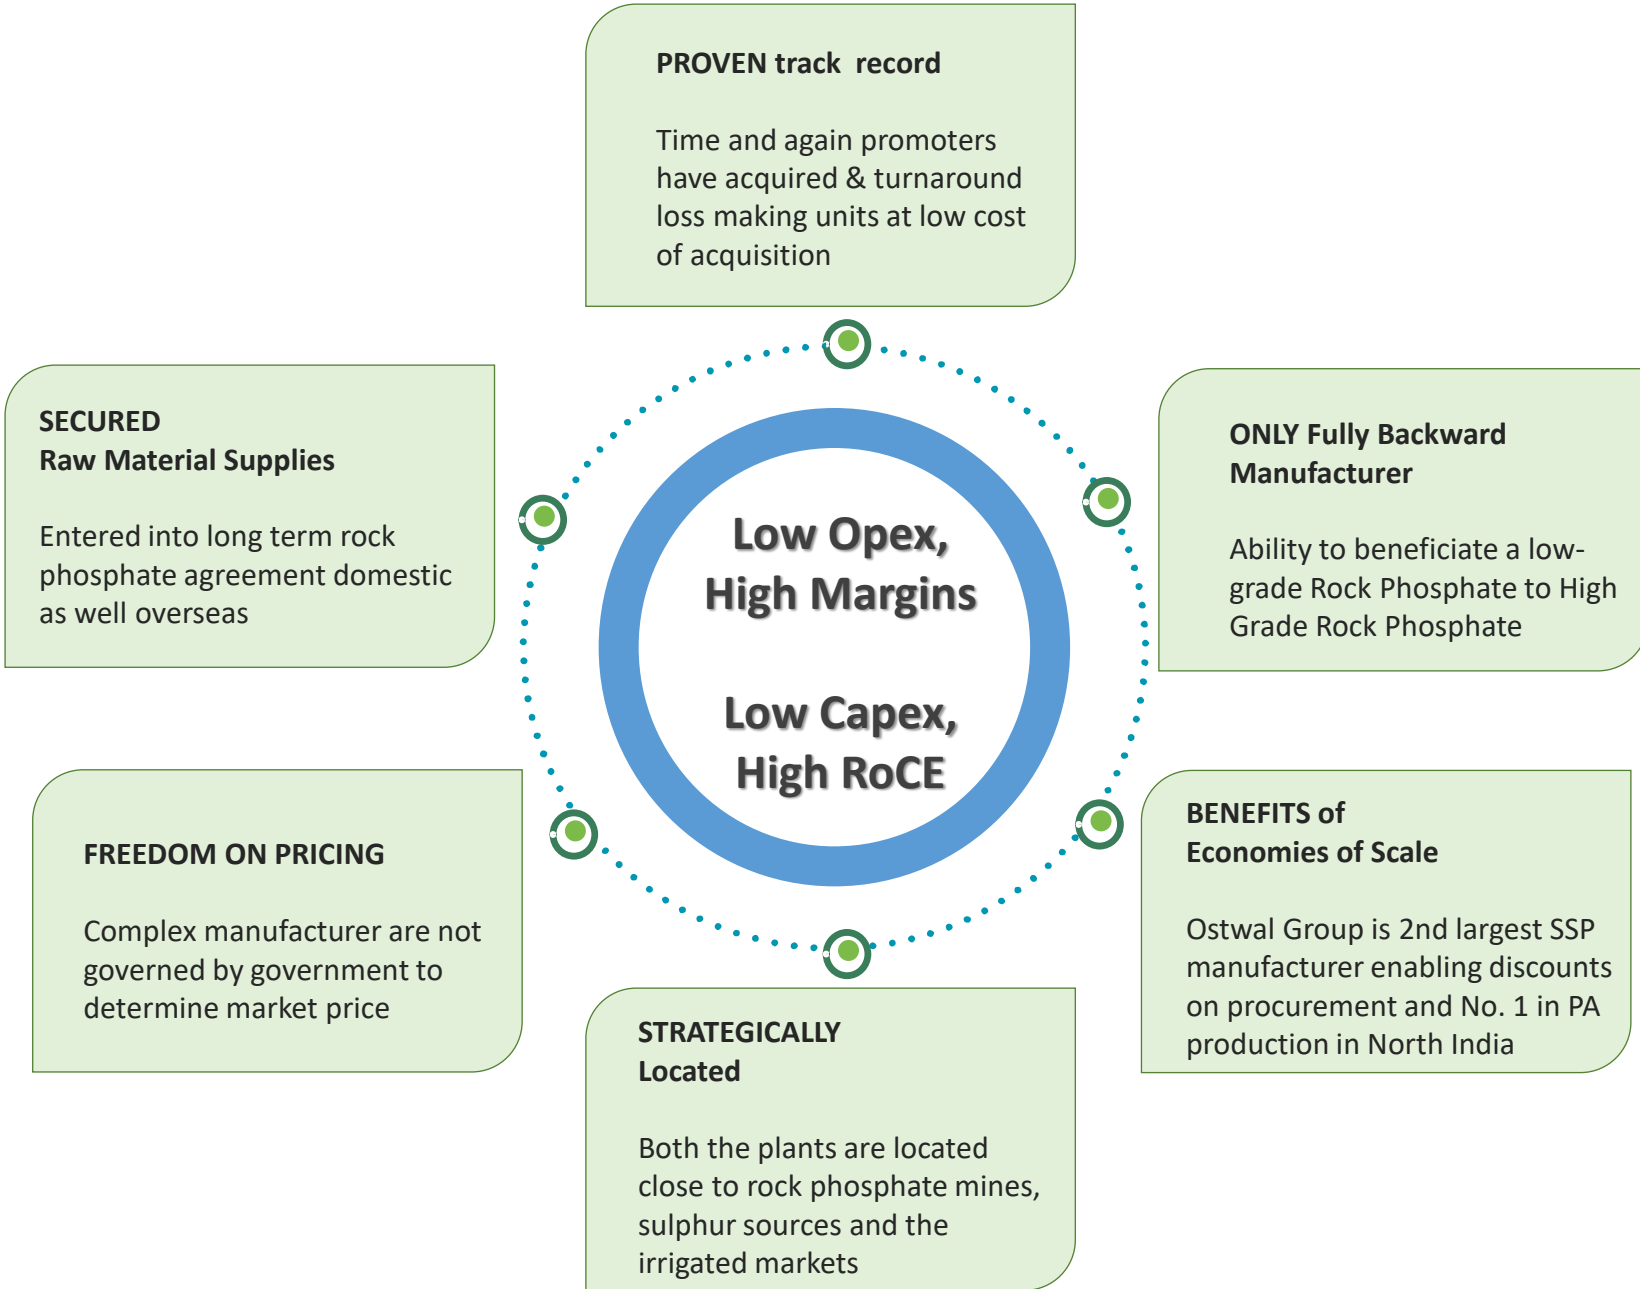 PROVEN track record
Time and again promoters
have acquired & turnaround
loss making units at low cost
of acquisition
SECURED
Raw Material Supplies
Entered into long term rock
phosphate agreement domestic
as well overseas
ONLY Fully Backward
Manufacturer
Ability to beneficiate a low-
grade Rock Phosphate to High
Grade Rock Phosphate
Low Opex,
High Margins
Low Capex,
High RoCE
FREEDOM ON PRICING
Complex manufacturer are not
governed by government to
determine market price
BENEFITS of
Economies of Scale
Ostwal Group is 2nd largest SSP
manufacturer enabling discounts
on procurement and No. 1 in PA
production in North India
STRATEGICALLY
Located
Both the plants are located
close to rock phosphate mines,
sulphur sources and the
irrigated markets